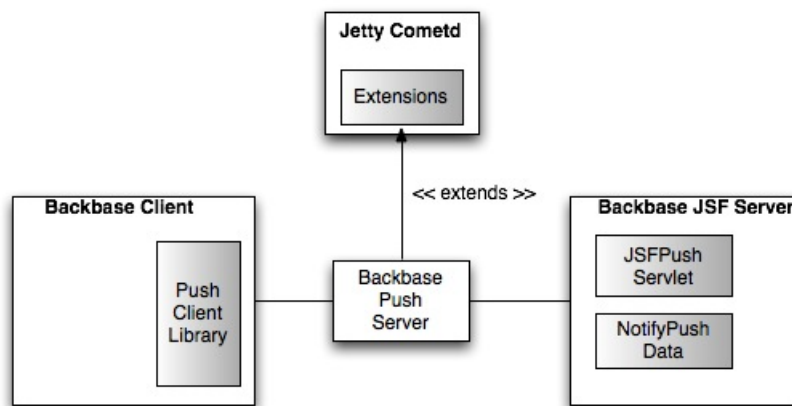 Jetty Cometd
Extensions
<< extends >>
Backbase Client
Push
Client
Library
Backbase
Push
Server
Backbase JSF Server
JSFPush
Servlet
NotifyPush
Data